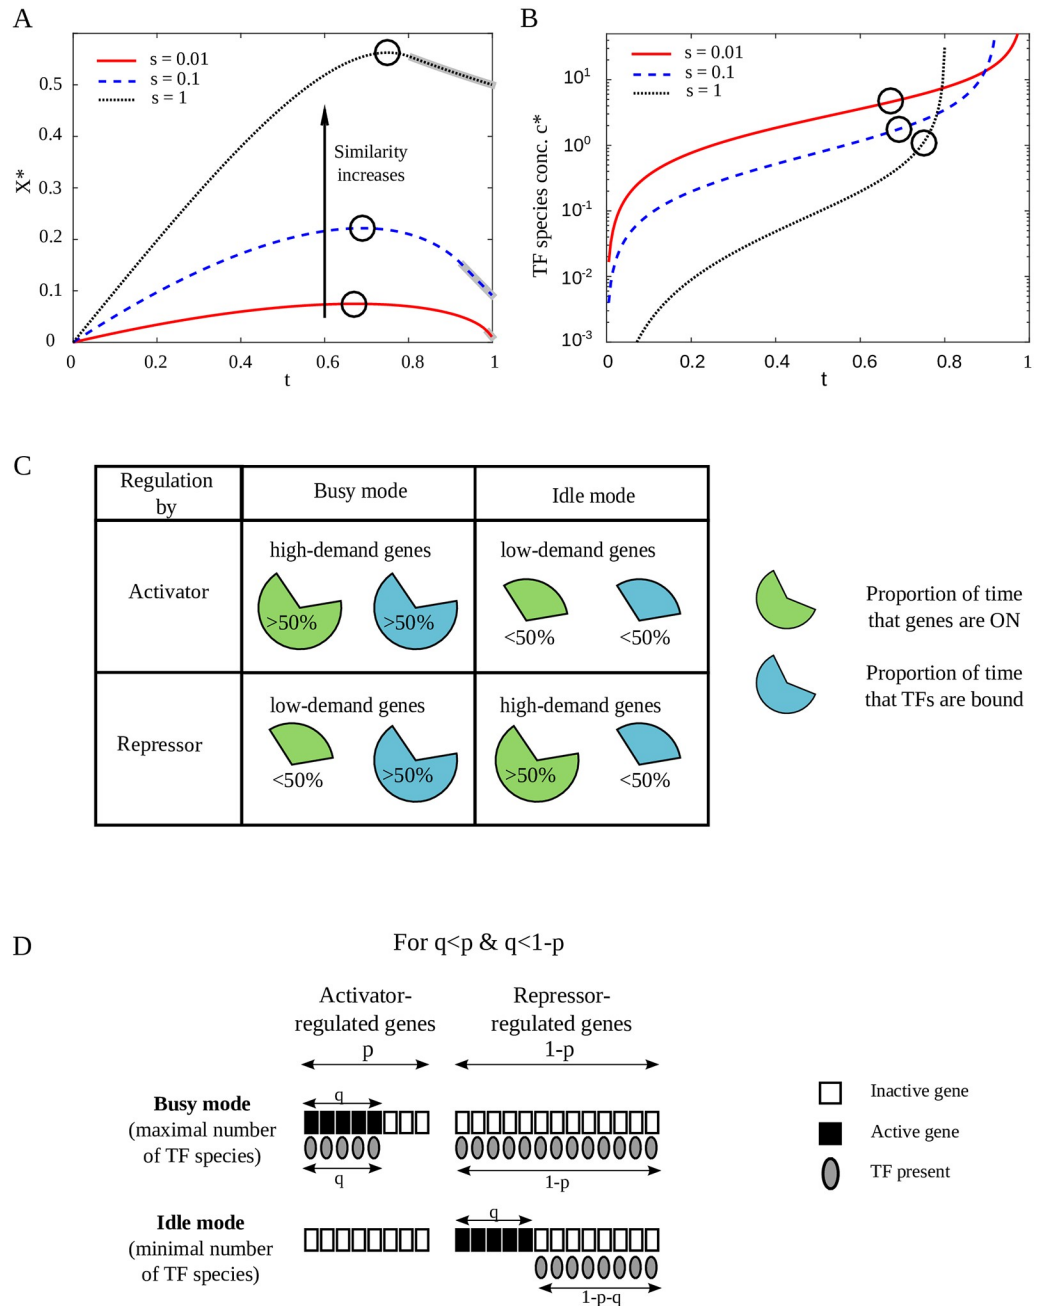 A
s = 0.01
s = 0.1
s = 1
0.5
0.4
0.3
0.2
0.1
0
X*
Similarity
increases
0
0.2
0.4
0.6
0.8
1
t
B
s = 0.01
s = 0.1
s = 1
10^1
10^0
10^-1
10^-2
10^-3
TF species conc. c*
0
0.2
0.4
0.6
0.8
1
t
C
Regulation
by
Busy mode
Idle mode
Activator
high-demand genes
>50%
>50%
low-demand genes
<50%
<50%
Repressor
low-demand genes
<50%
>50%
high-demand genes
>50%
<50%
Proportion of time
that genes are ON
Proportion of time
that TFs are bound
D
For q<p & q<1-p
Activator-
regulated genes
p
Repressor-
regulated genes
1-p
Busy mode
(maximal number
of TF species)
q
q
1-p
Idle mode
(minimal number
of TF species)
q
1-p-q
Inactive gene
Active gene
TF present